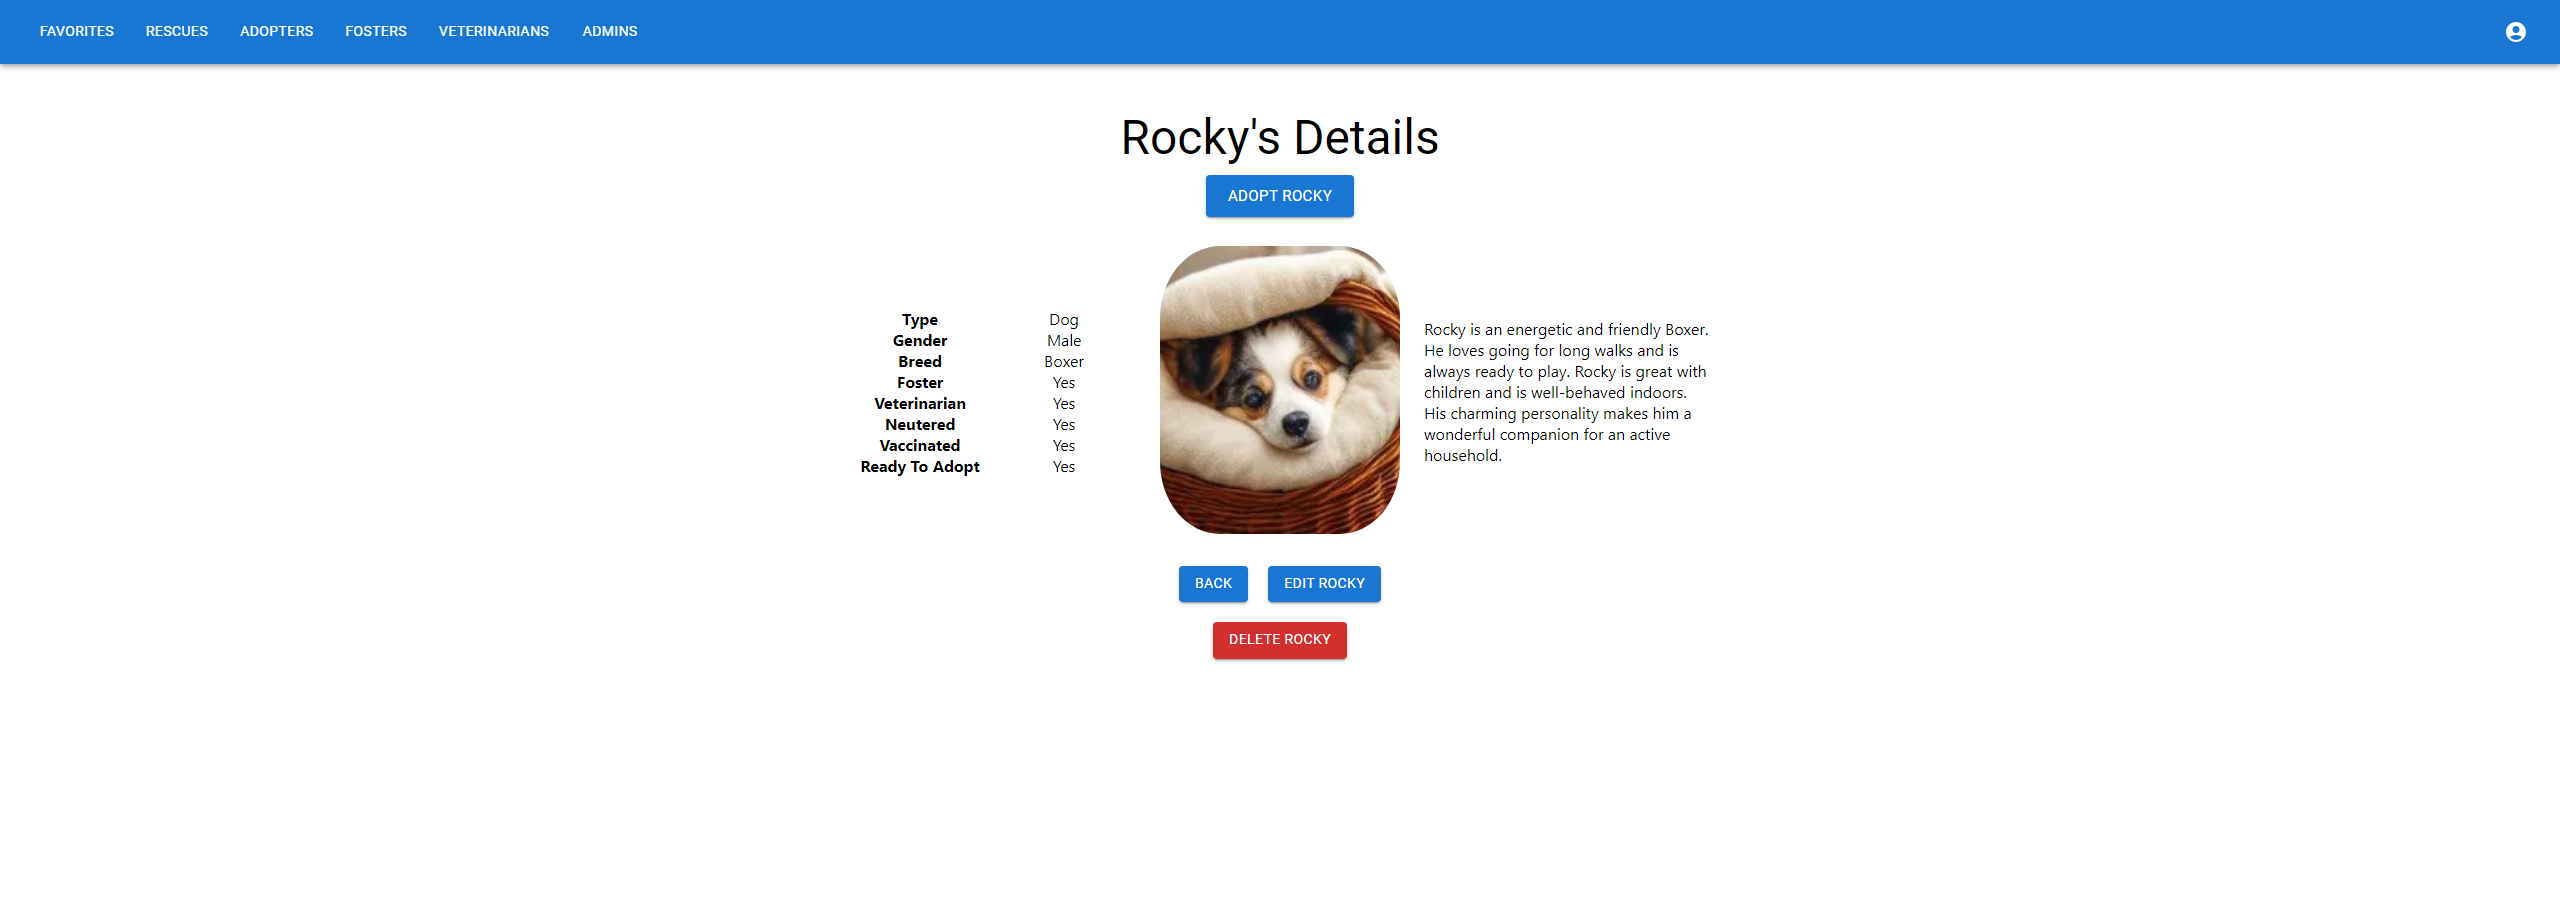 FAVORITES RESCUES ADOPTERS FOSTERS VETERINARIANS ADMINS
Rocky's Details
ADOPT ROCKY
Type Dog
Gender Male
Breed Boxer
Foster Yes
Veterinarian Yes
Neutered Yes
Vaccinated Yes
Ready To Adopt Yes
Rocky is an energetic and friendly Boxer.
He loves going for long walks and is
always ready to play. Rocky is great with
children and is well-behaved indoors.
His charming personality makes him a
wonderful companion for an active
household.
BACK EDIT ROCKY
DELETE ROCKY